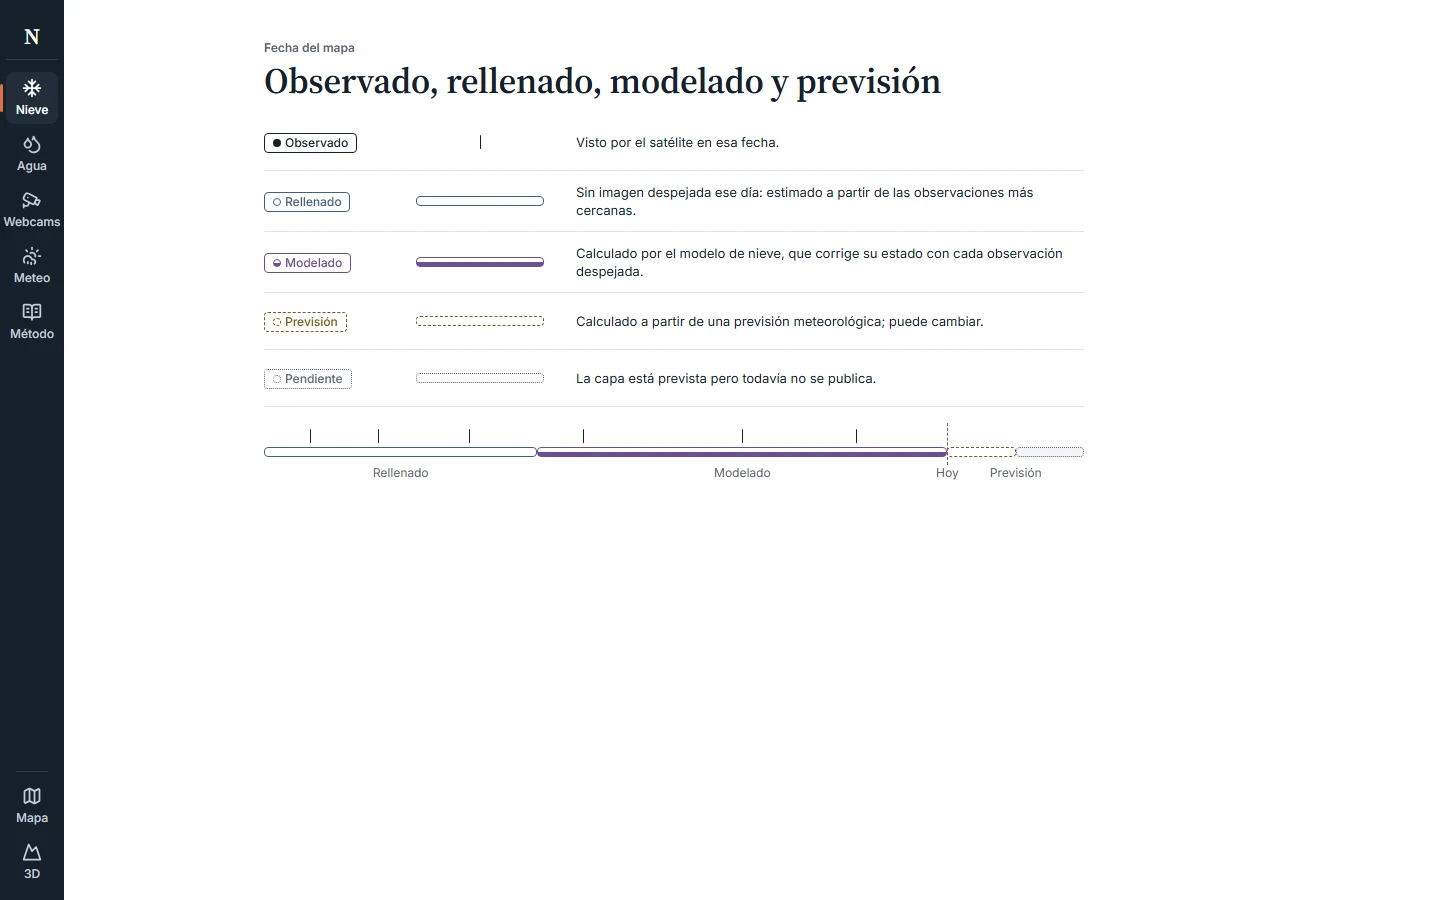 N
Nieve
Agua
Webcams
Meteo
Método
Mapa
3D
Fecha del mapa
Observado, rellenado, modelado y previsión
Observado
Visto por el satélite en esa fecha.
Rellenado
Sin imagen despejada ese día: estimado a partir de las observaciones más
cercanas.
Modelado
Calculado por el modelo de nieve, que corrige su estado con cada observación
despejada.
Previsión
Calculado a partir de una previsión meteorológica; puede cambiar.
Pendiente
La capa está prevista pero todavía no se publica.
Rellenado
Modelado
Hoy
Previsión